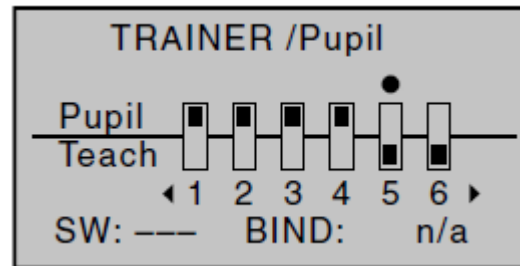 TRAINER /Pupil
Pupil
Teach
1 2 3 4 5 6
SW: ––– BIND: n/a